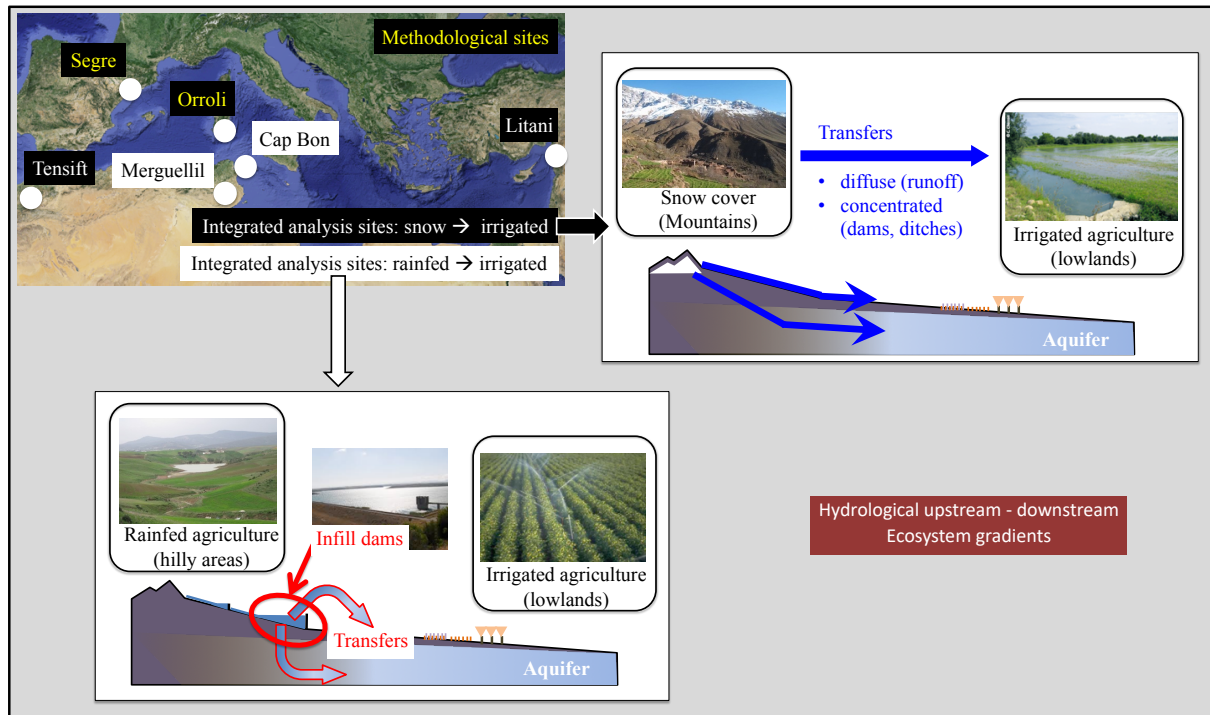 Methodological sites
Segre
Orroli
Cap Bon
Litani
Tensift
Merguellil
Integrated analysis sites: snow → irrigated
Integrated analysis sites: rainfed → irrigated
Snow cover
(Mountains)
Transfers
• diffuse (runoff)
• concentrated
(dams, ditches)
Irrigated agriculture
(lowlands)
Aquifer
Rainfed agriculture
(hilly areas)
Infill dams
Irrigated agriculture
(lowlands)
Transfers
Aquifer
Hydrological upstream - downstream
Ecosystem gradients